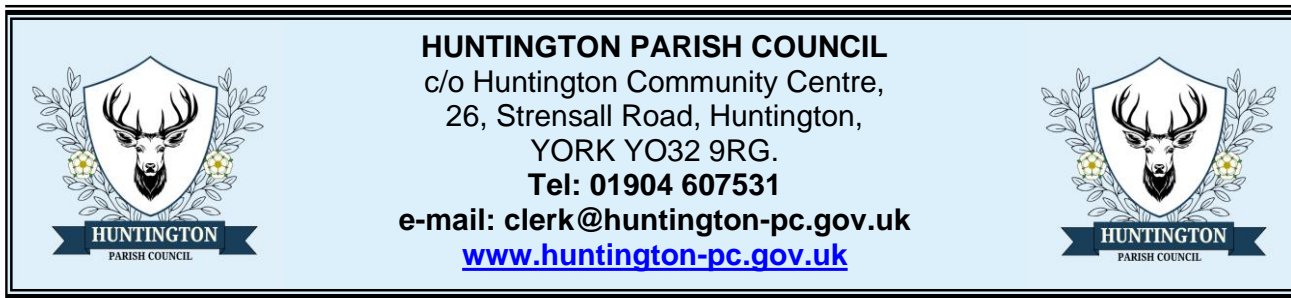 HUNTINGTON PARISH COUNCIL
c/o Huntington Community Centre,
26, Strensall Road, Huntington,
YORK YO32 9RG.
Tel: 01904 607531
e-mail: clerk@huntington-pc.gov.uk
www.huntington-pc.gov.uk
HUNTINGTON
PARISH COUNCIL
HUNTINGTON
PARISH COUNCIL